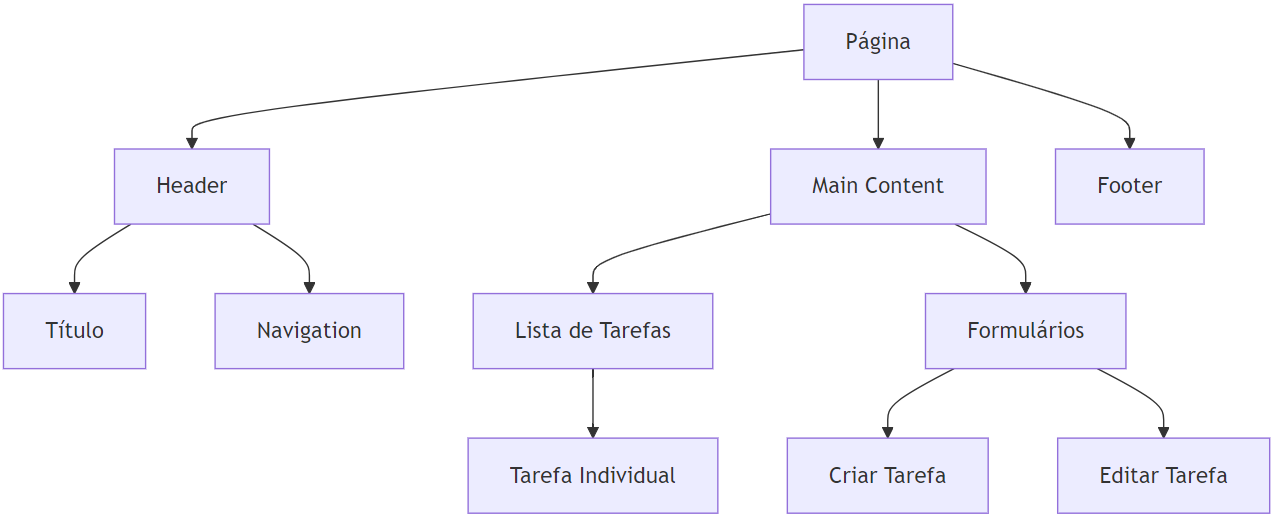 Página
Header
Main Content
Footer
Título
Navigation
Lista de Tarefas
Formulários
Tarefa Individual
Criar Tarefa
Editar Tarefa